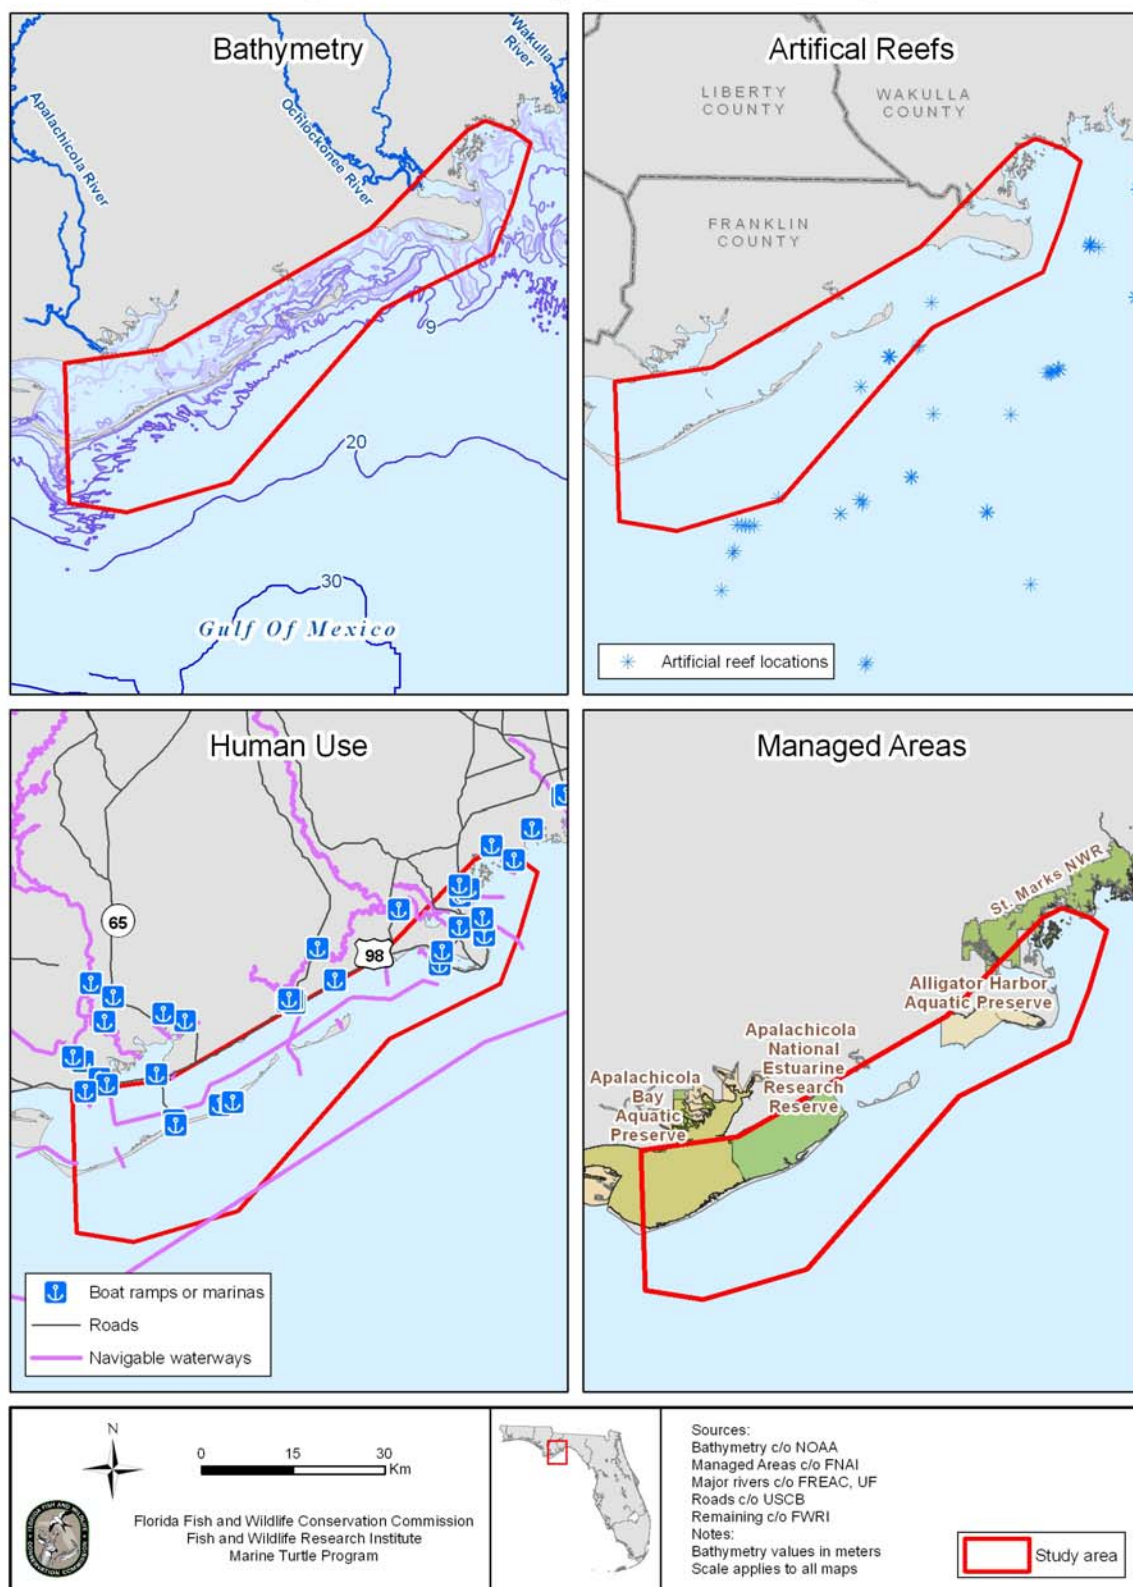 Bathymetry
Wakulla
River
Apalachicola River
Ochlockonee River
9
20
30
Gulf Of Mexico
Artifical Reefs
LIBERTY
COUNTY
WAKULLA
COUNTY
FRANKLIN
COUNTY
Artificial reef locations
Human Use
65
98
Boat ramps or marinas
Roads
Navigable waterways
Managed Areas
St. Marks NWR
Alligator Harbor
Aquatic Preserve
Apalachicola
National
Estuarine
Research
Reserve
Apalachicola
Bay
Aquatic
Preserve
N
0 15 30
Km
Florida Fish and Wildlife Conservation Commission
Fish and Wildlife Research Institute
Marine Turtle Program
Sources:
Bathymetry c/o NOAA
Managed Areas c/o FNAI
Major rivers c/o FREAC, UF
Roads c/o USCB
Remaining c/o FWRI
Notes:
Bathymetry values in meters
Scale applies to all maps
Study area